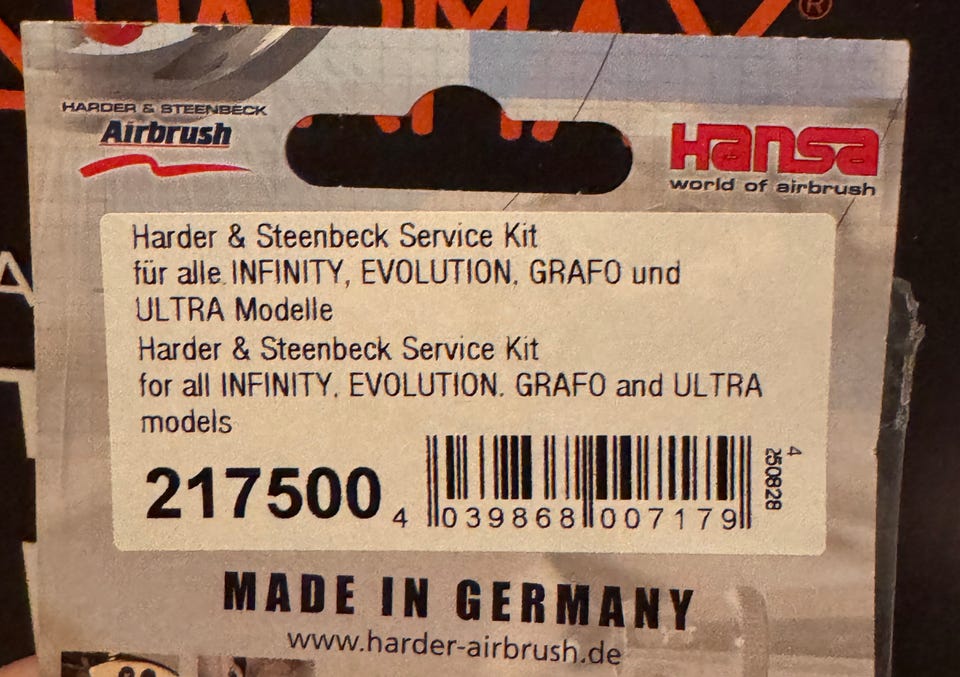 ®
HARDER & STEENBECK
Airbrush
Hansa
world of airbrush
Harder & Steenbeck Service Kit
für alle INFINITY, EVOLUTION, GRAFO und
ULTRA Modelle
Harder & Steenbeck Service Kit
for all INFINITY, EVOLUTION, GRAFO and ULTRA
models
217500
4 039868 007179
4
250828
MADE IN GERMANY
www.harder-airbrush.de